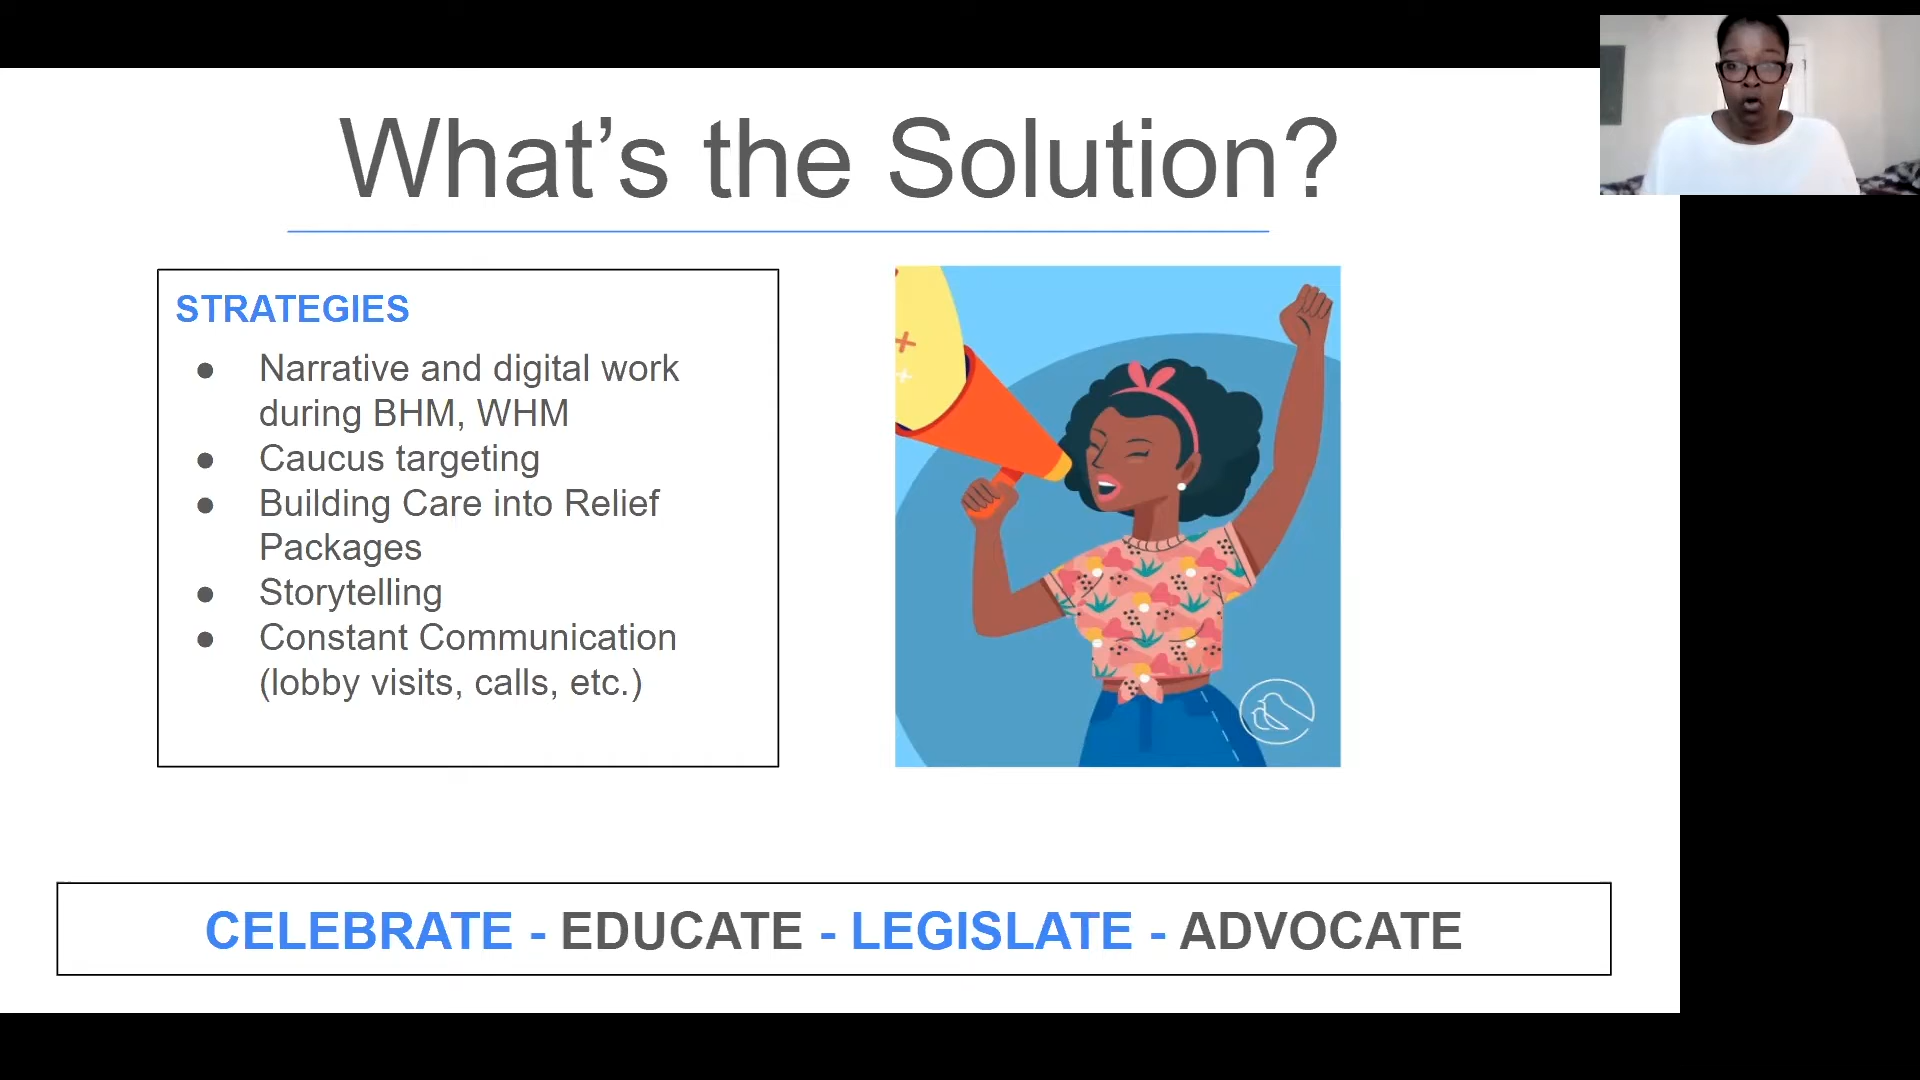 What’s the Solution?
STRATEGIES
● Narrative and digital work
during BHM, WHM
● Caucus targeting
● Building Care into Relief
Packages
● Storytelling
● Constant Communication
(lobby visits, calls, etc.)
CELEBRATE - EDUCATE - LEGISLATE - ADVOCATE